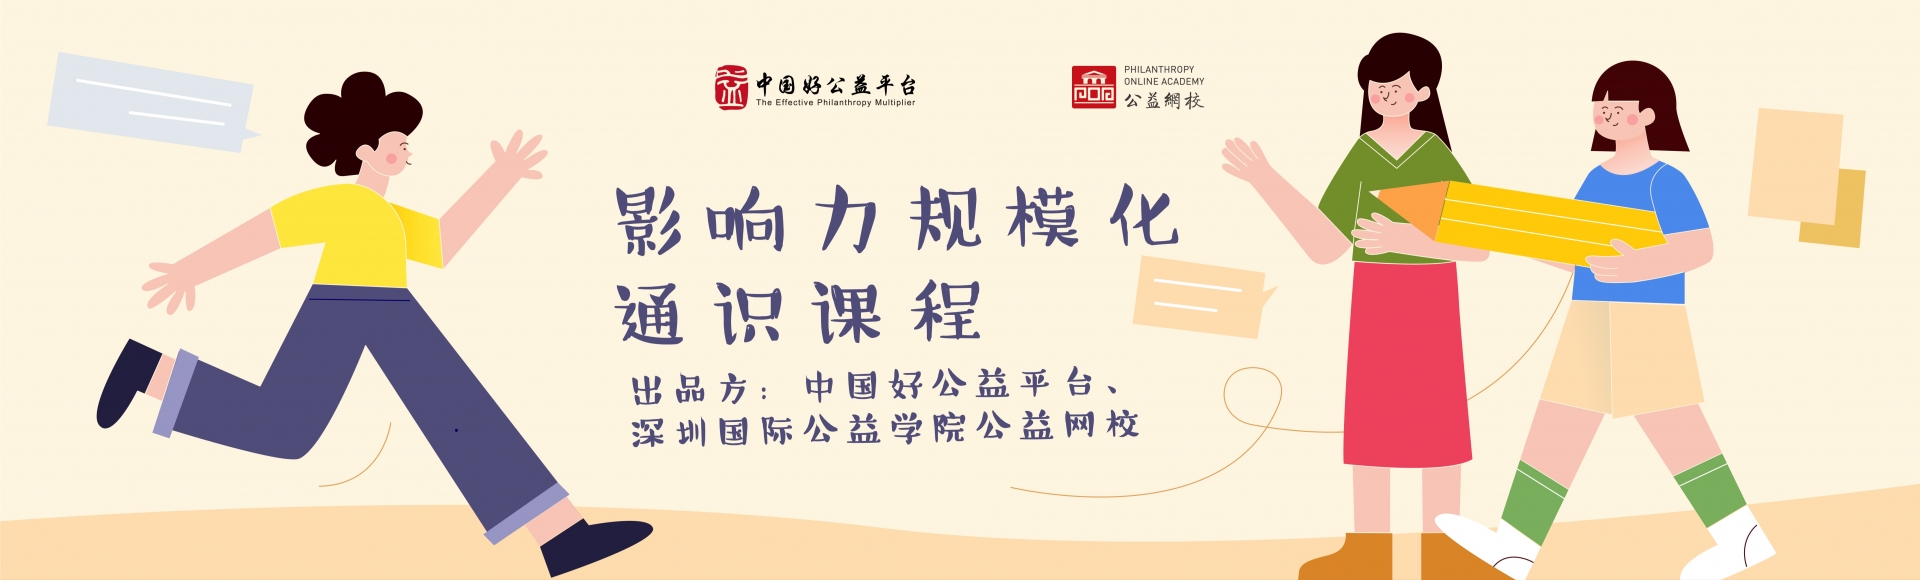 中国好公益平台
The Effective Philanthropy Multiplier
PHILANTHROPY
ONLINE ACADEMY
公益網校
影响力规模化
通识课程
出品方：中国好公益平台、
深圳国际公益学院公益网校